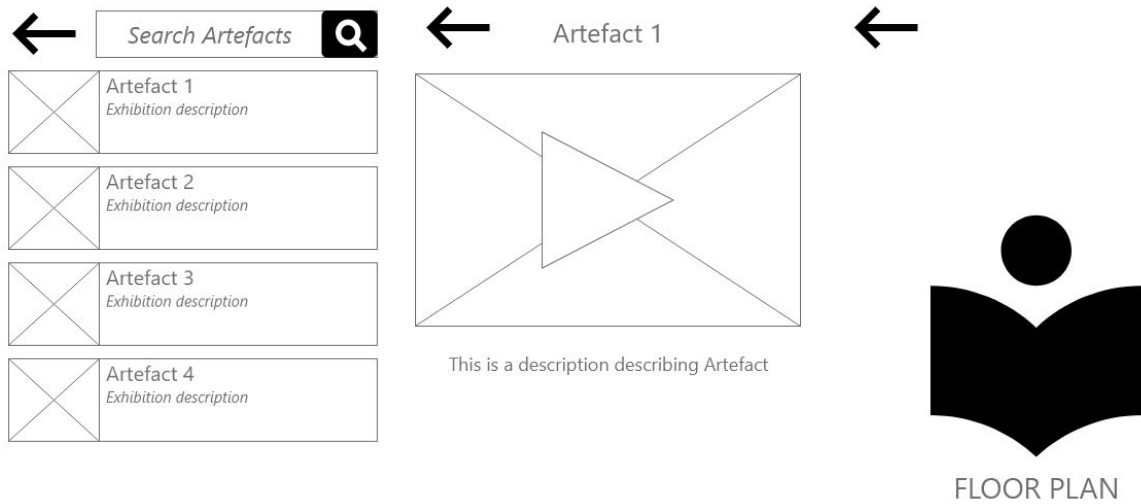 Search Artefacts
Artefact 1
Exhibition description
Artefact 2
Exhibition description
Artefact 3
Exhibition description
Artefact 4
Exhibition description
Artefact 1
This is a description describing Artefact
FLOOR PLAN